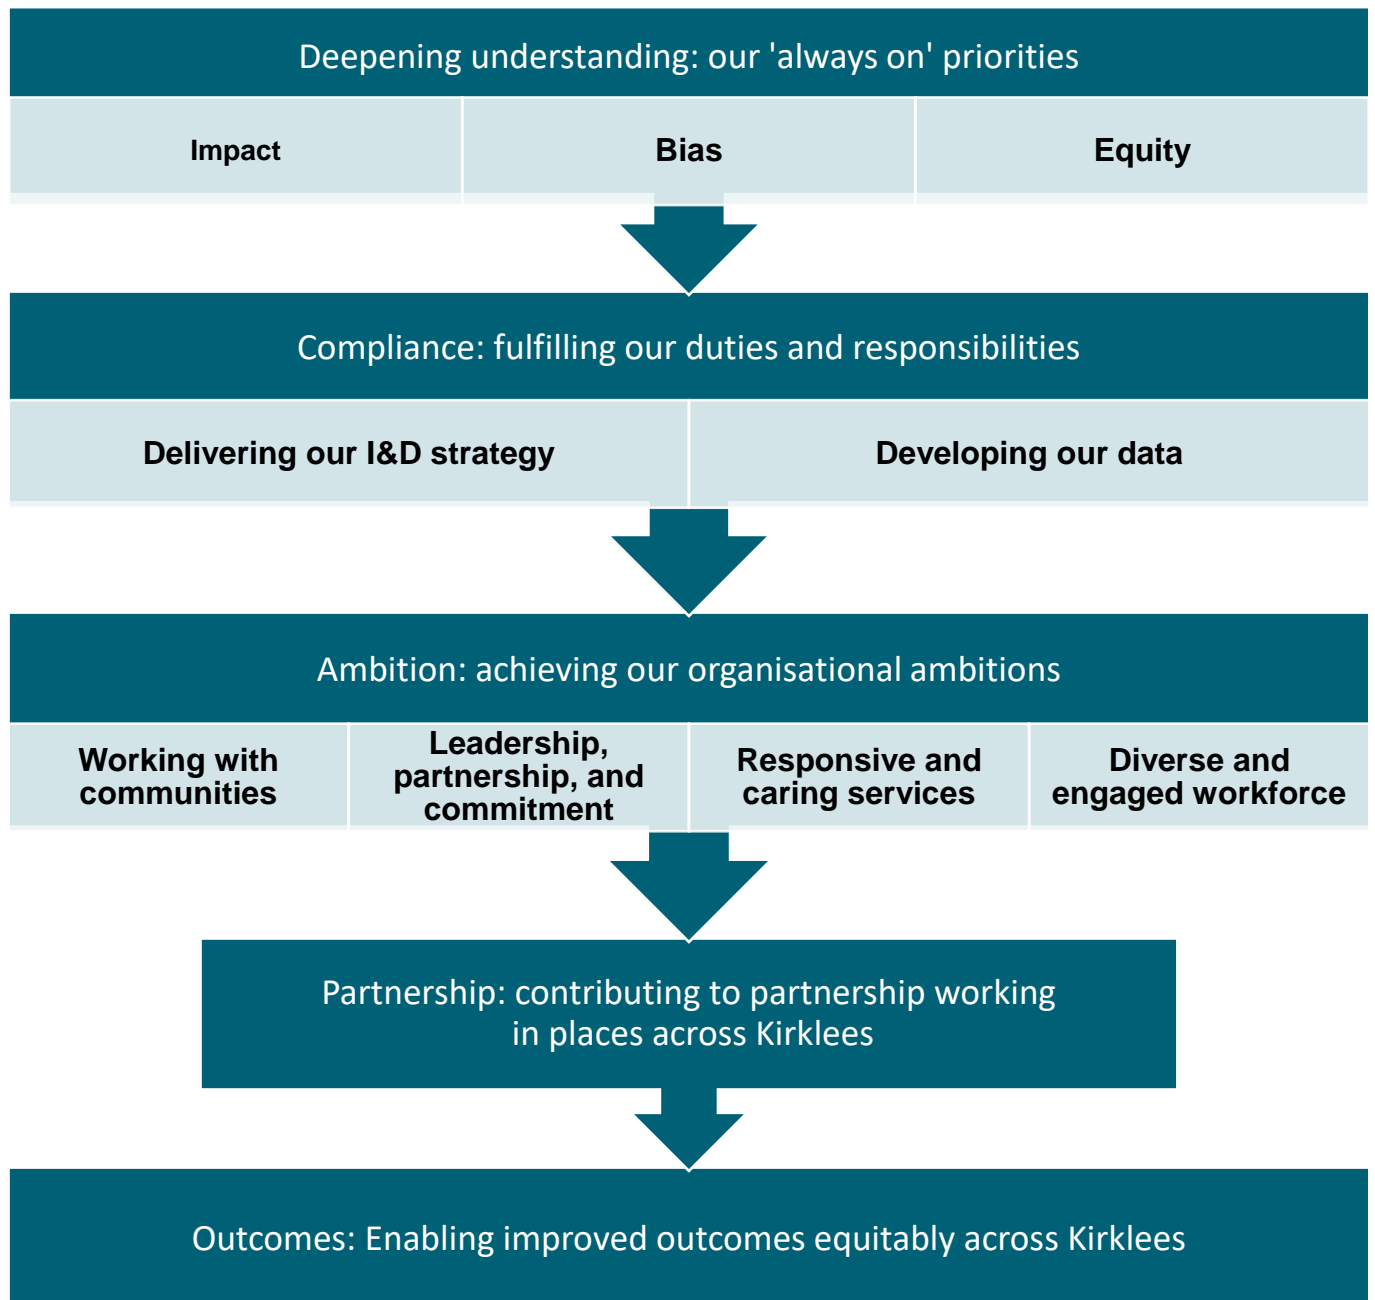 Deepening understanding: our 'always on' priorities
Impact
Bias
Equity
Compliance: fulfilling our duties and responsibilities
Delivering our I&D strategy
Developing our data
Ambition: achieving our organisational ambitions
Working with
communities
Leadership,
partnership, and
commitment
Responsive and
caring services
Diverse and
engaged workforce
Partnership: contributing to partnership working
in places across Kirklees
Outcomes: Enabling improved outcomes equitably across Kirklees